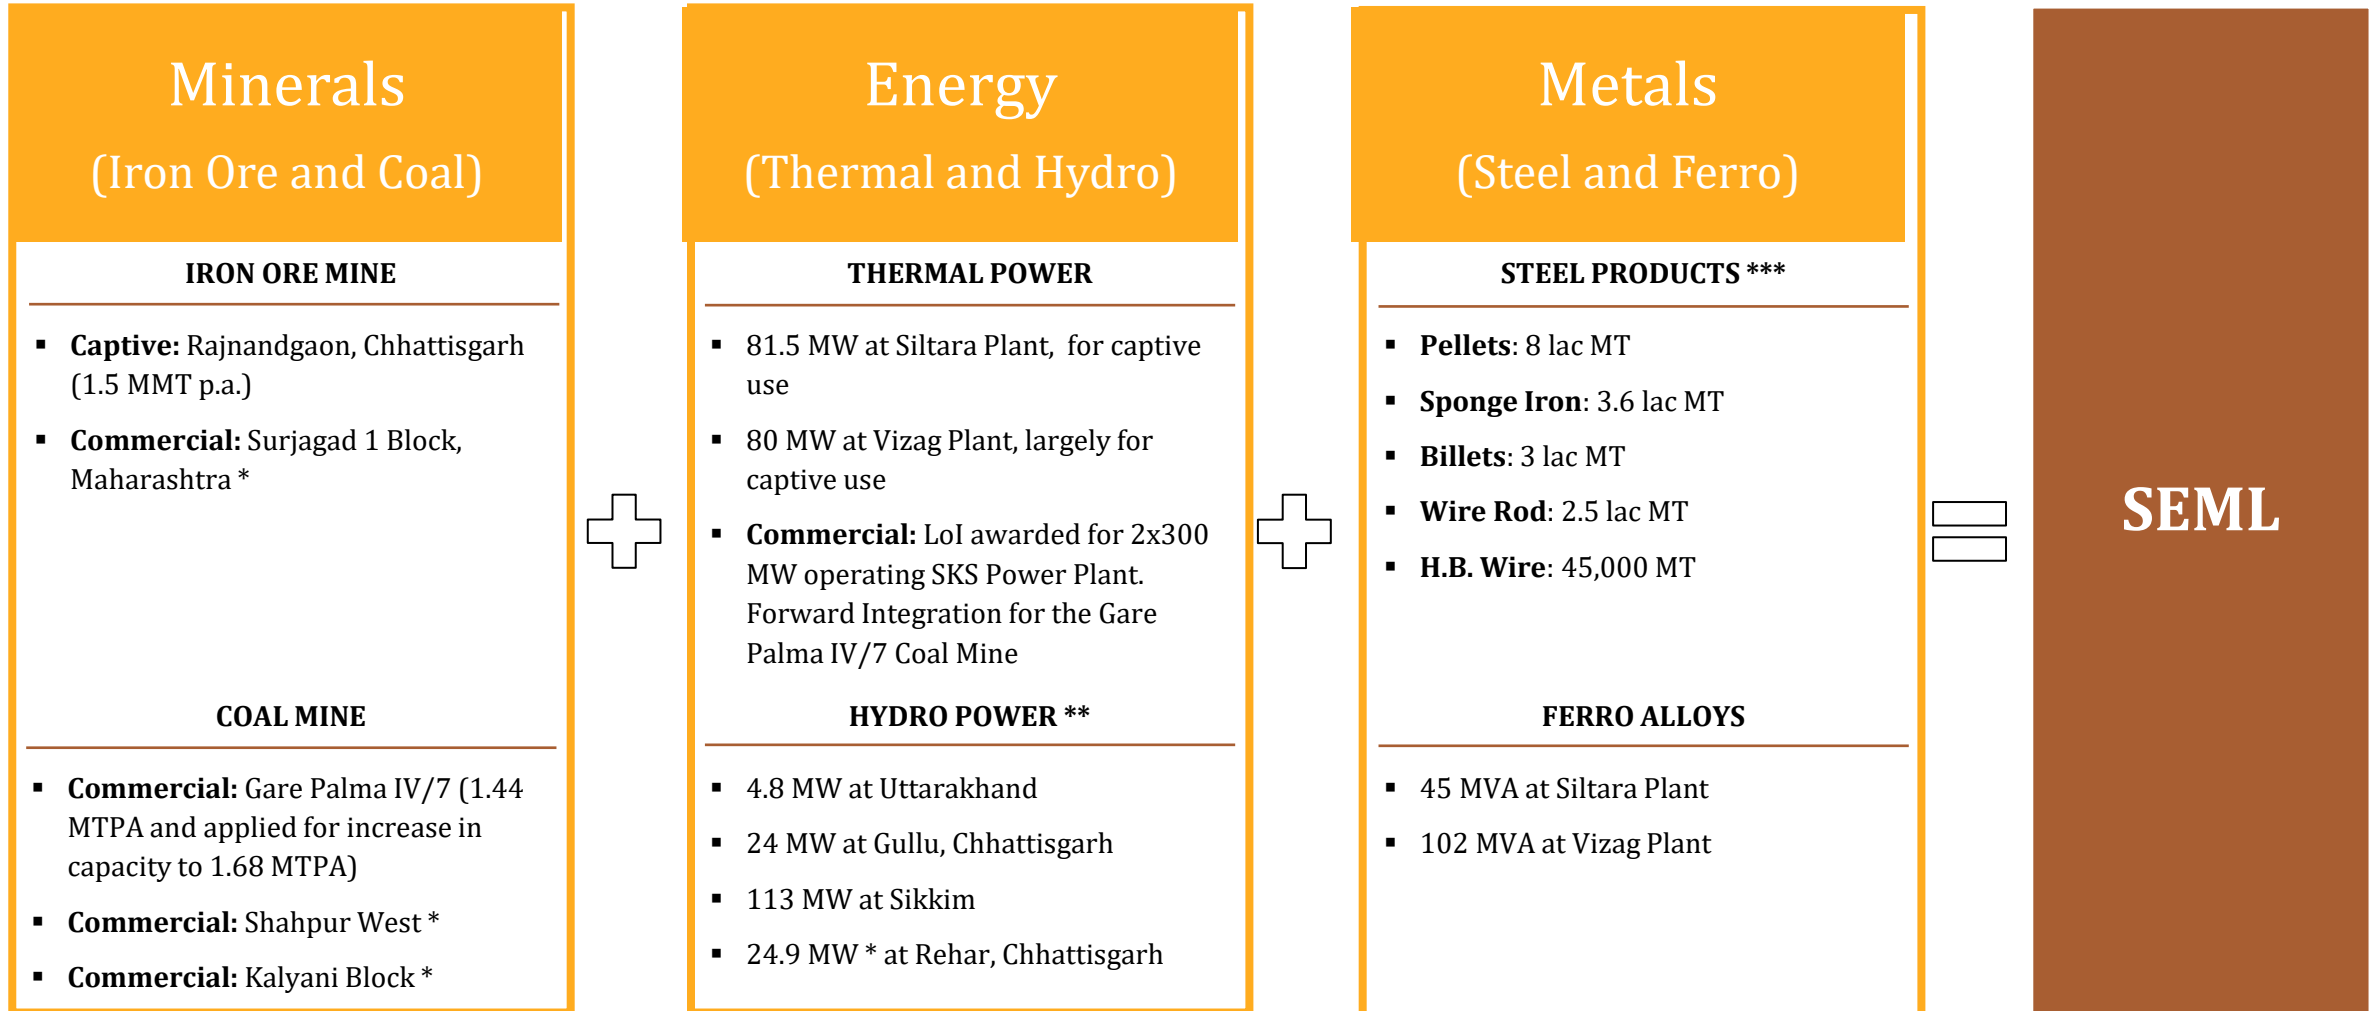 Minerals
(Iron Ore and Coal)
IRON ORE MINE
▪ Captive: Rajnandgaon, Chhattisgarh
(1.5 MMT p.a.)
▪ Commercial: Surjagad 1 Block,
Maharashtra *
COAL MINE
▪ Commercial: Gare Palma IV/7 (1.44
MTPA and applied for increase in
capacity to 1.68 MTPA)
▪ Commercial: Shahpur West *
▪ Commercial: Kalyani Block *
Energy
(Thermal and Hydro)
THERMAL POWER
▪ 81.5 MW at Siltara Plant, for captive
use
▪ 80 MW at Vizag Plant, largely for
captive use
▪ Commercial: LoI awarded for 2x300
MW operating SKS Power Plant.
Forward Integration for the Gare
Palma IV/7 Coal Mine
HYDRO POWER **
▪ 4.8 MW at Uttarakhand
▪ 24 MW at Gullu, Chhattisgarh
▪ 113 MW at Sikkim
▪ 24.9 MW * at Rehar, Chhattisgarh
Metals
(Steel and Ferro)
STEEL PRODUCTS ***
▪ Pellets: 8 lac MT
▪ Sponge Iron: 3.6 lac MT
▪ Billets: 3 lac MT
▪ Wire Rod: 2.5 lac MT
▪ H.B. Wire: 45,000 MT
FERRO ALLOYS
▪ 45 MVA at Siltara Plant
▪ 102 MVA at Vizag Plant
SEML